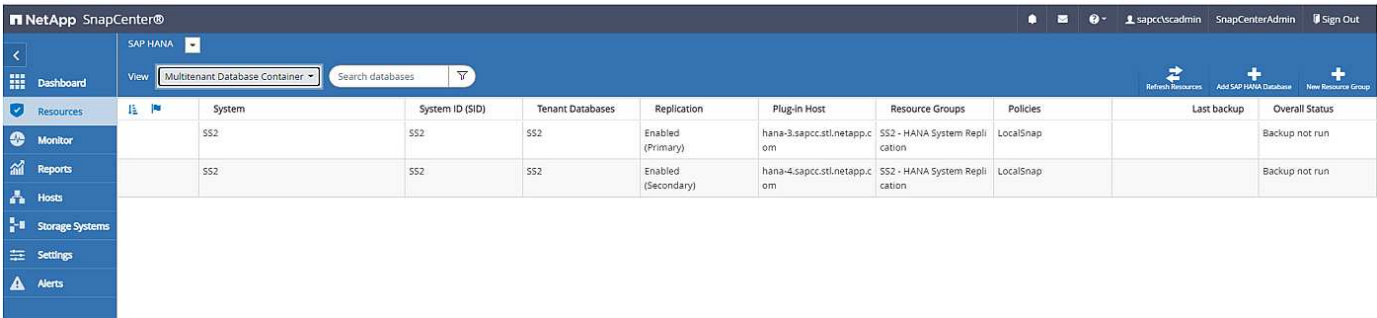 NetApp SnapCenter®
sapcc\scadmin SnapCenterAdmin Sign Out
SAP HANA
Dashboard
View Multitenant Database Container Search databases
Refresh Resources Add SAP HANA Database New Resource Group
Resources
System System ID (SID) Tenant Databases Replication Plug-in Host Resource Groups Policies Last backup Overall Status
SS2 SS2 SS2 Enabled hana-3.sapcc.stl.netapp.c SS2 - HANA System Repli LocalSnap Backup not run
(Primary) om cation
Monitor
SS2 SS2 SS2 Enabled hana-4.sapcc.stl.netapp.c SS2 - HANA System Repli LocalSnap Backup not run
(Secondary) om cation
Reports
Hosts
Storage Systems
Settings
Alerts